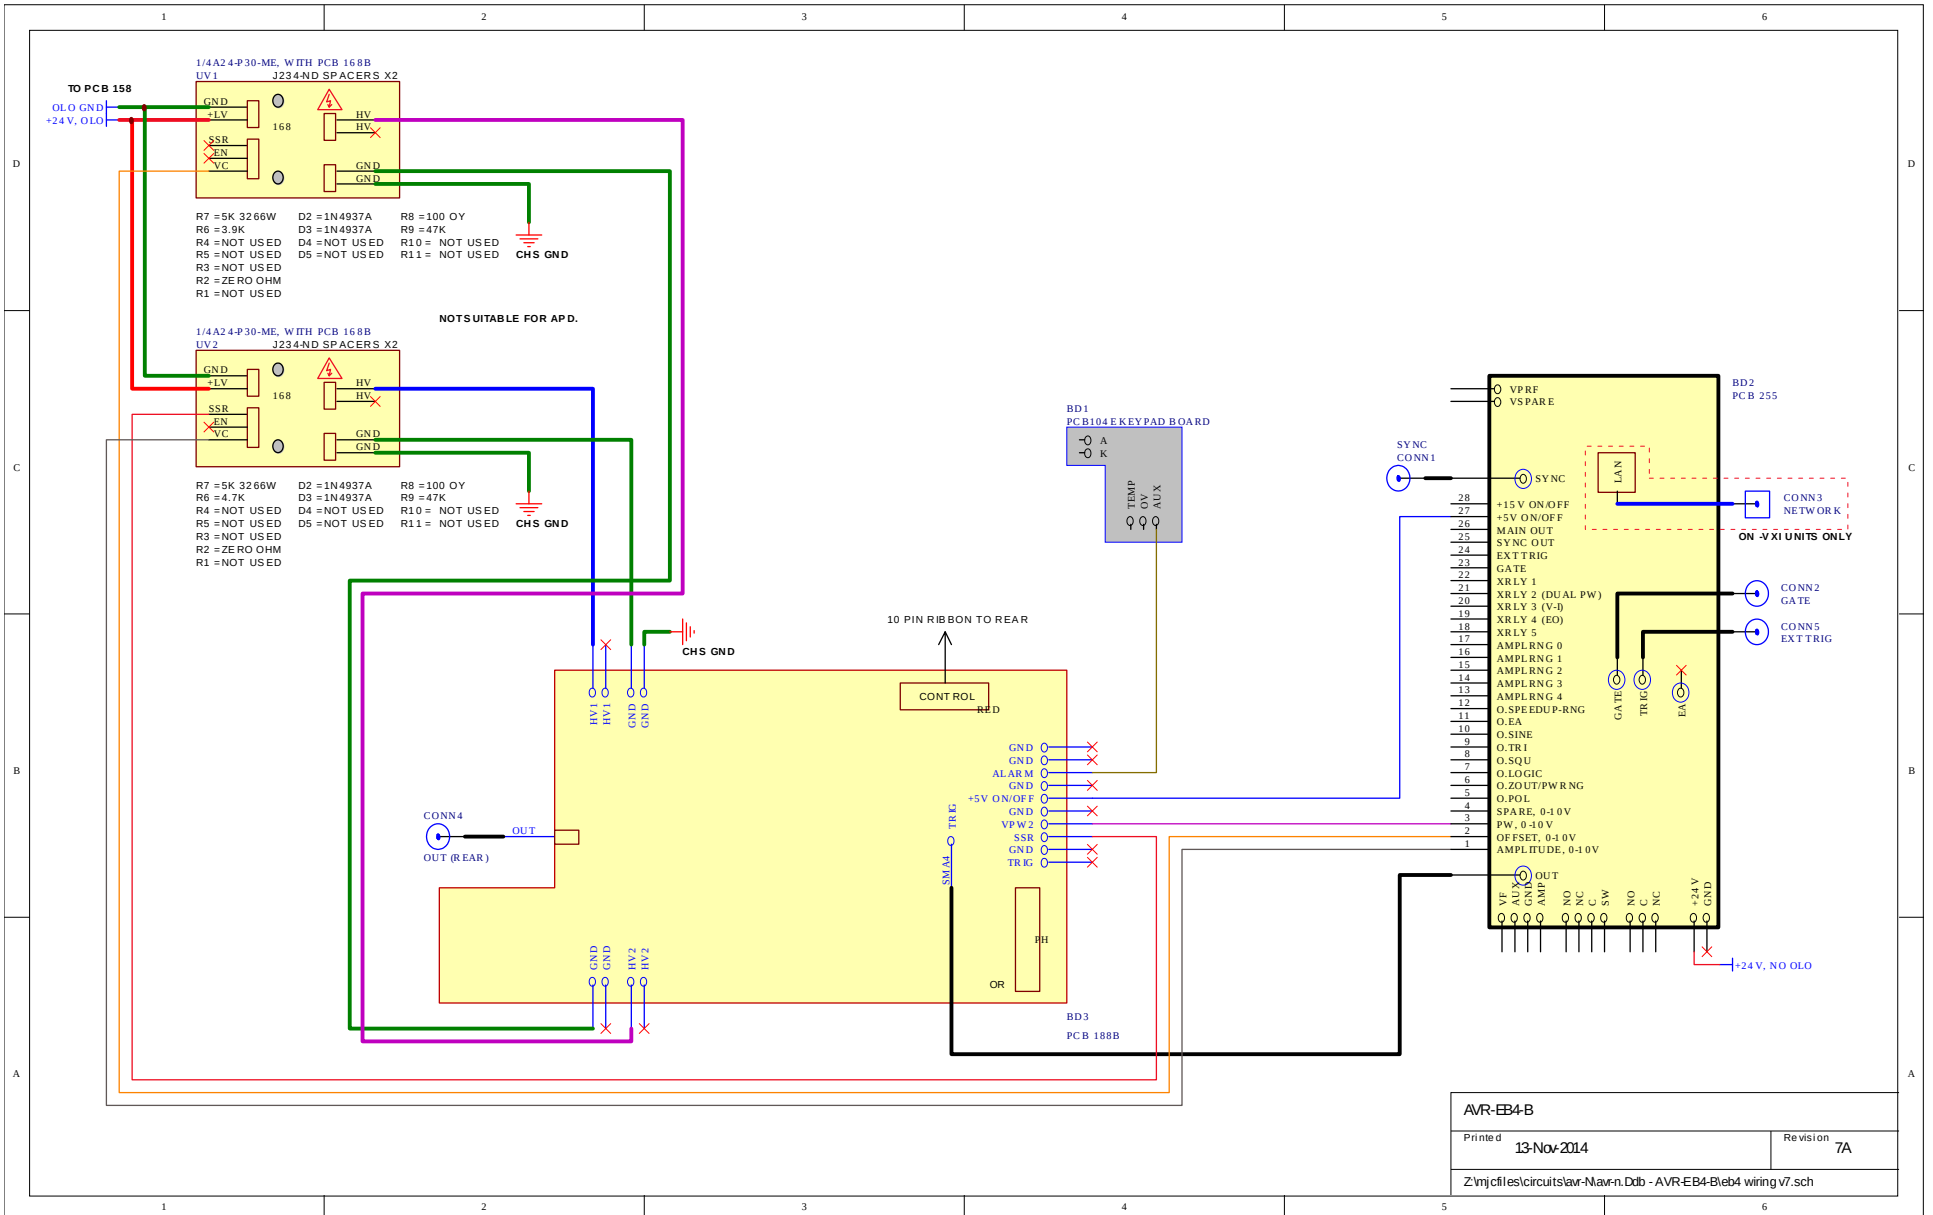 1 2 3 4 5 6
1/4A24-P30-ME, WITH PCB 168B
UV1 J234-ND SPACERS X2
TO PCB 158
OLO GND
+24V, OLO
GND
+LV
SSR
EN
VC
168
HV
HV
GND
GND
D
D
R7 =5K 3266W D2 =1N4937A R8 =100 OY
R6 =3.9K D3 =1N4937A R9 =47K
R4 =NOT USED D4 =NOT USED R10 = NOT USED
R5 =NOT USED D5 =NOT USED R11 = NOT USED
R3 =NOT USED
R2 =ZERO OHM
R1 =NOT USED
CHS GND
NOT SUITABLE FOR APD.
1/4A24-P30-ME, WITH PCB 168B
UV2 J234-ND SPACERS X2
GND
+LV
SSR
EN
VC
168
HV
HV
GND
GND
C
C
R7 =5K 3266W D2 =1N4937A R8 =100 OY
R6 =4.7K D3 =1N4937A R9 =47K
R4 =NOT USED D4 =NOT USED R10 = NOT USED
R5 =NOT USED D5 =NOT USED R11 = NOT USED
R3 =NOT USED
R2 =ZERO OHM
R1 =NOT USED
CHS GND
BD1
PCB104E KEYPAD BOARD
A
K
TEMP
OV
AUX
BD2
PCB 255
VPRF
VSPARE
SYNC
CONN1
SYNC
LAN
CONN3
NETWORK
ON -VXI UNITS ONLY
28 +15V ON/OFF
27 +5V ON/OFF
26 MAIN OUT
25 SYNC OUT
24 EXT TRIG
23 GATE
22 XRLY 1
21 XRLY 2 (DUAL PW)
20 XRLY 3 (V-I)
19 XRLY 4 (EO)
18 XRLY 5
17 AMPLRNG 0
16 AMPLRNG 1
15 AMPLRNG 2
14 AMPLRNG 3
13 AMPLRNG 4
12 O.SPEEDUP-RNG
11 O.EA
10 O.SINE
9 O.TRI
8 O.SQU
7 O.LOGIC
6 O.ZOUT/PWRNG
5 O.POL
4 SPARE, 0-10V
3 PW, 0-10V
2 OFFSET, 0-10V
1 AMPLITUDE, 0-10V
CONN2
GATE
CONN5
EXT TRIG
GATE
TRIG
EA
OUT
VF
AUX
GND
AMP
NO
NC
C
SW
NO
C
NC
+24V
GND
+24V, NO OLO
10 PIN RIBBON TO REAR
CHS GND
CONTROL
RED
HV1
HV1
GND
GND
GND
GND
ALARM
GND
+5V ON/OFF
GND
VPW2
SSR
GND
TRIG
B
B
CONN4
OUT
OUT (REAR)
TRIG
SMA4
PH
OR
GND
GND
HV2
HV2
BD3
PCB 188B
A
A
AVR-EB4-B
Printed 13-Nov-2014 Revision 7A
Z:\mjcfiles\circuits\avr-N\avr-n.Ddb - AVR-EB4-B\eb4 wiring v7.sch
1 2 3 4 5 6